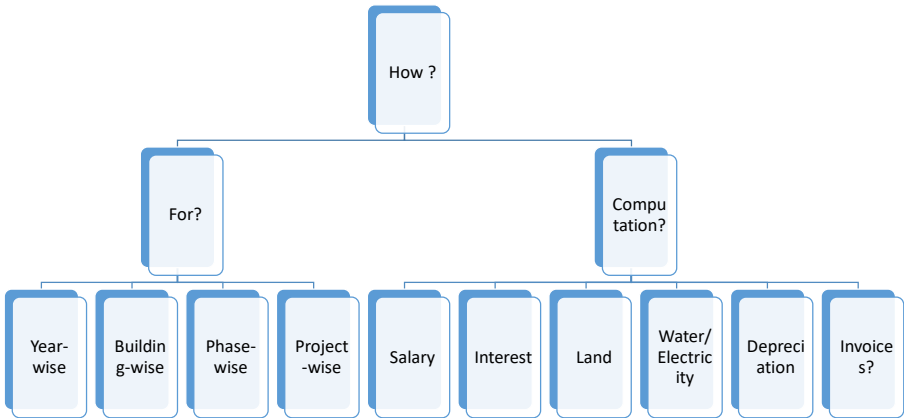 How ?
For?
Compu
tation?
Year-
wise
Buildin
g-wise
Phase-
wise
Project
-wise
Salary
Interest
Land
Water/
Electric
ity
Depreci
ation
Invoice
s?